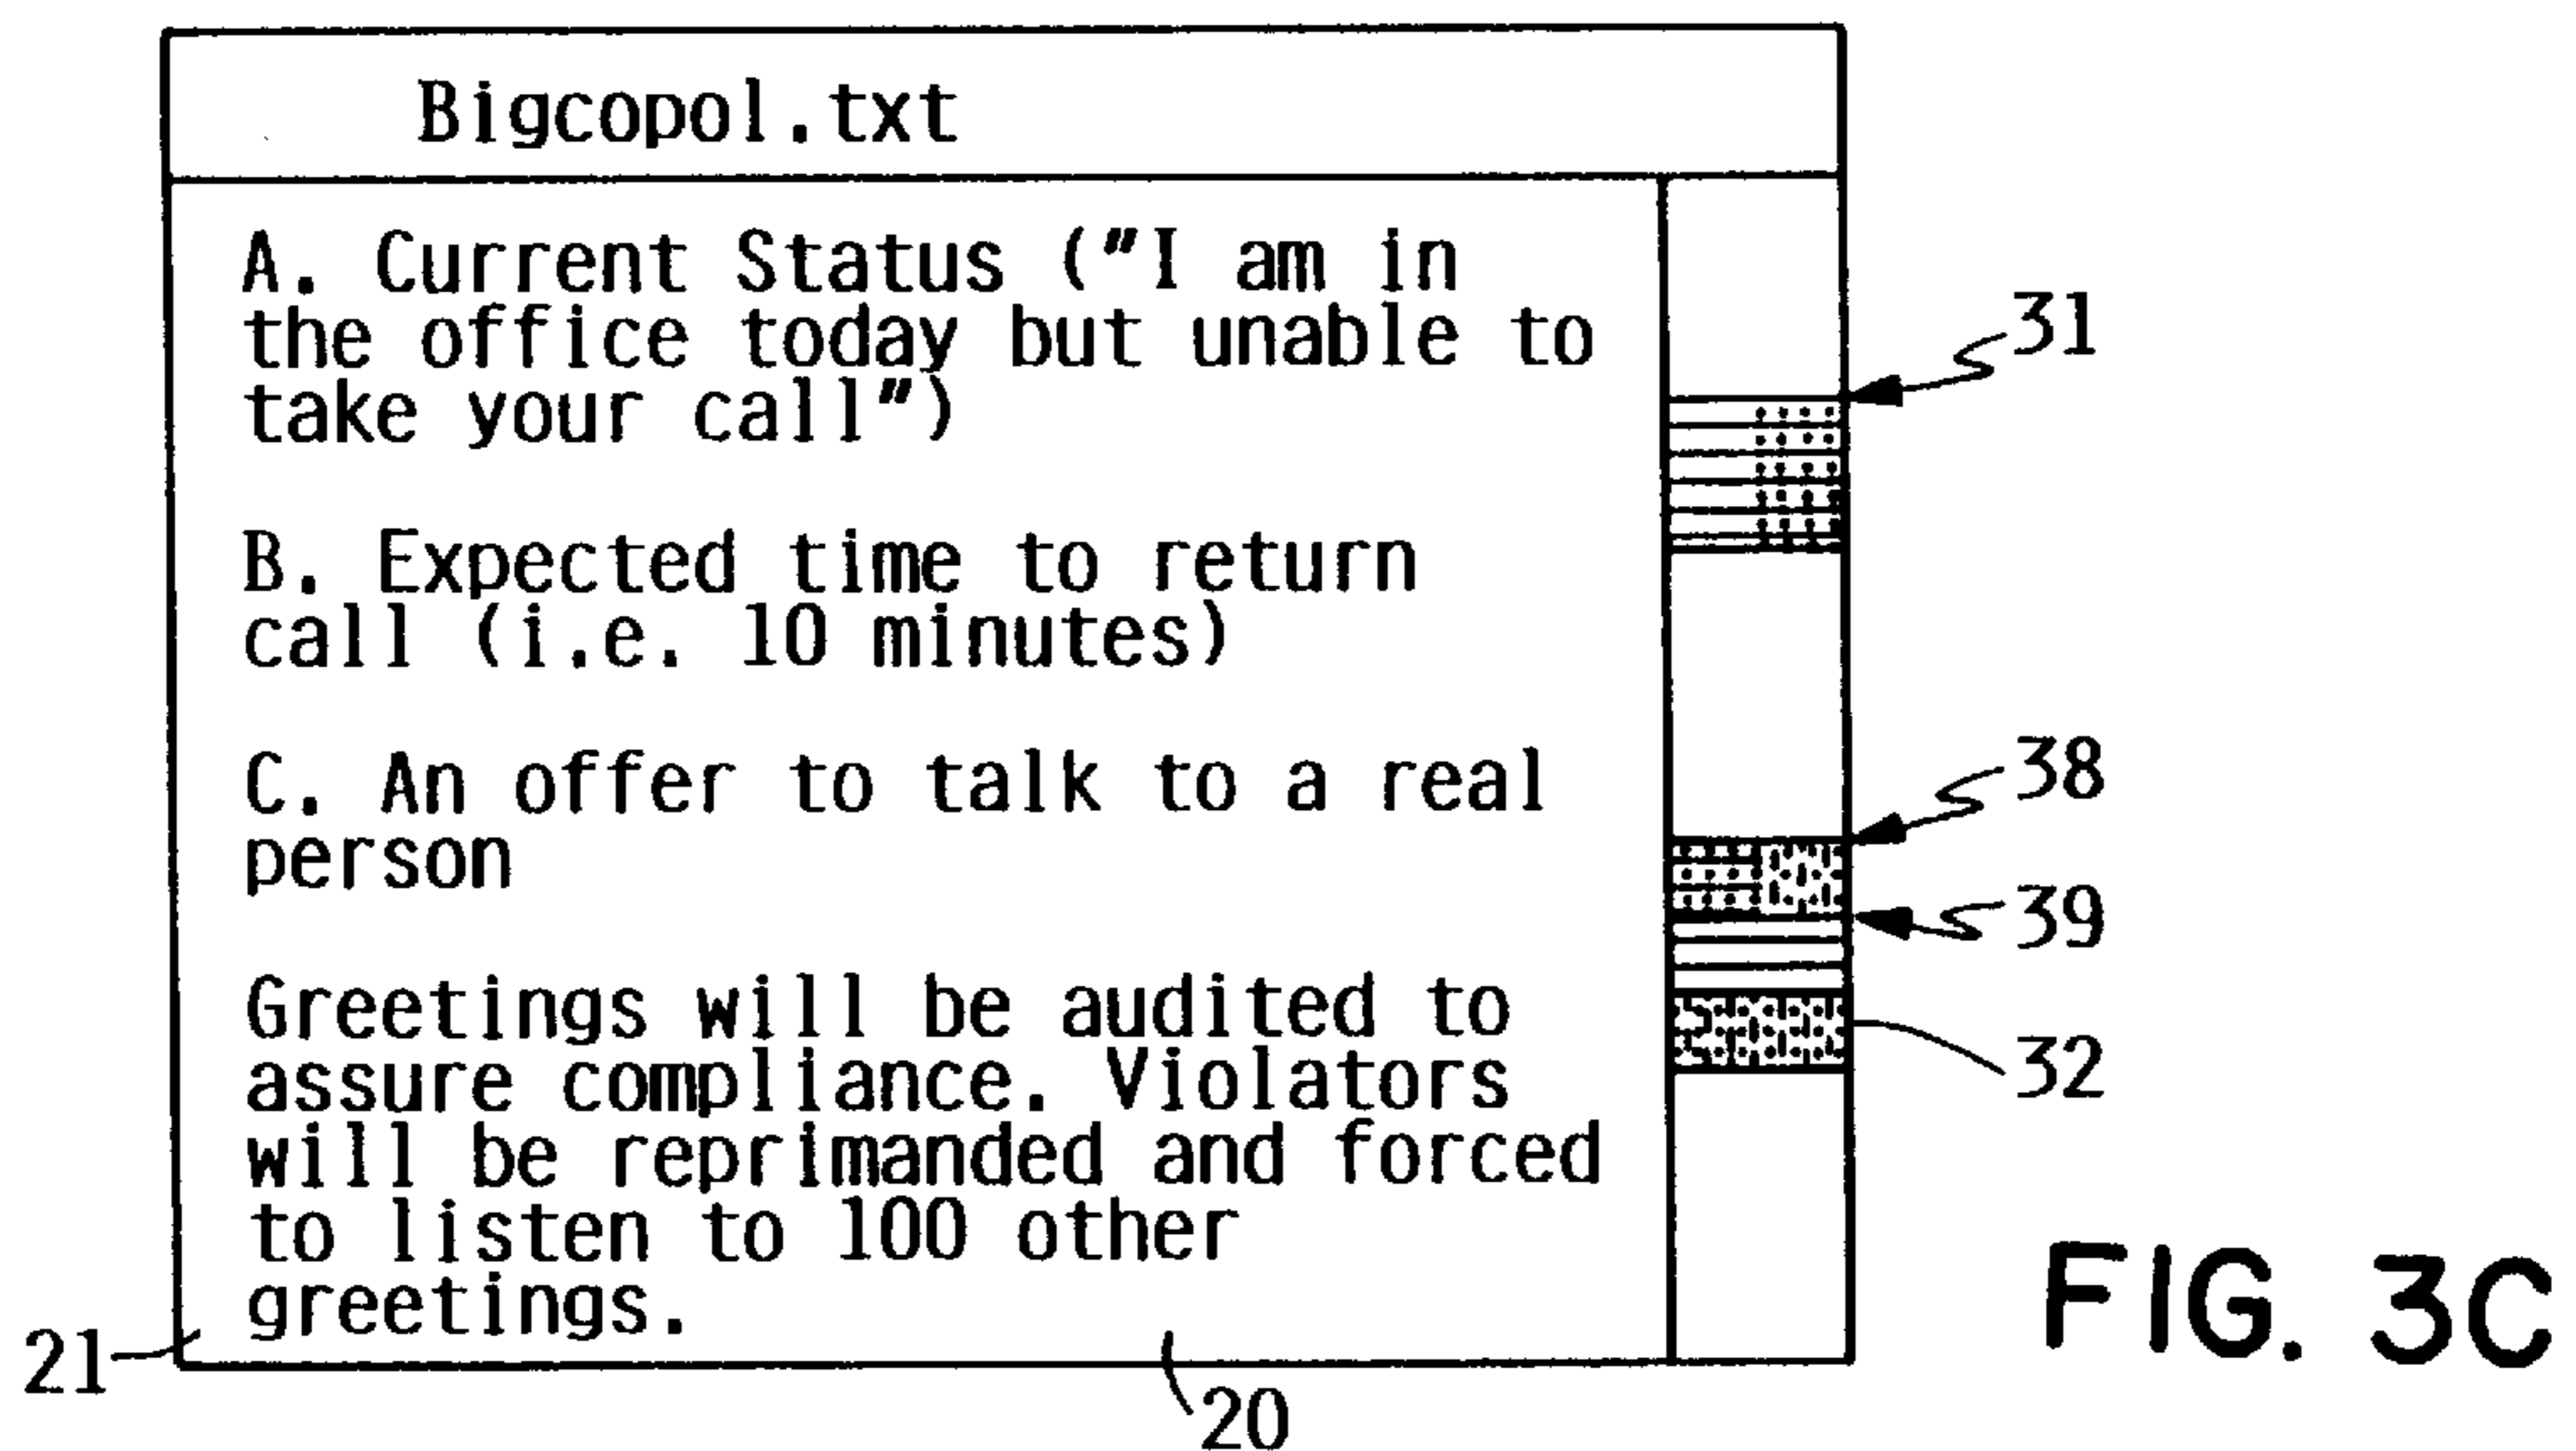 Bigcopol.txt
A. Current Status ("I am in
the office today but unable to
take your call")
B. Expected time to return
call (i.e. 10 minutes)
C. An offer to talk to a real
person
Greetings will be audited to
assure compliance. Violators
will be reprimanded and forced
to listen to 100 other
greetings.
31
38
39
32
21
20
FIG. 3C